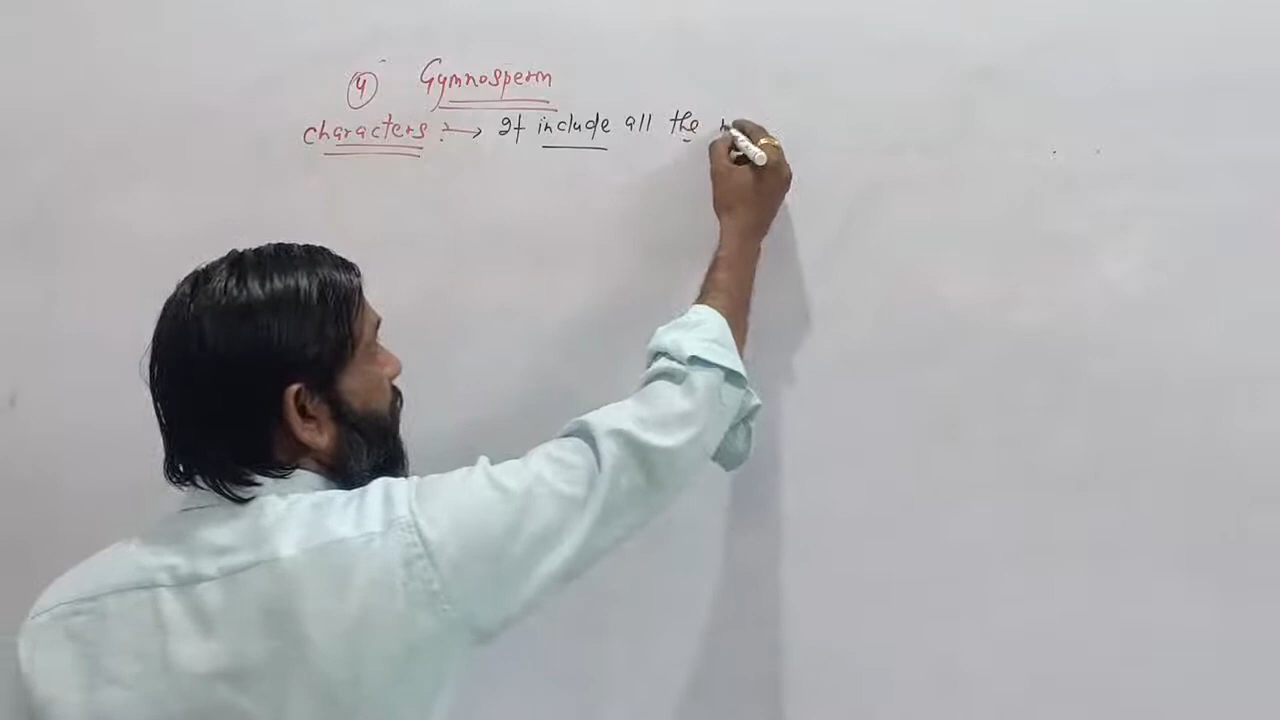 4 Gymnosperm
characters :→ It include all the